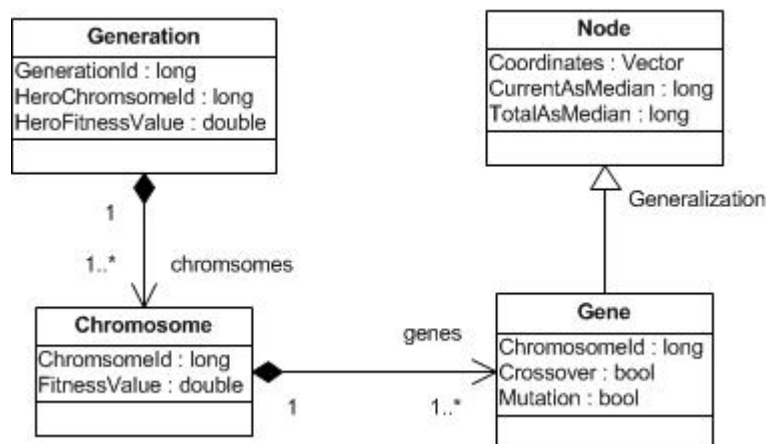 Generation
GenerationId : long
HeroChromsomeId : long
HeroFitnessValue : double
Node
Coordinates : Vector
CurrentAsMedian : long
TotalAsMedian : long
Generalization
1
1..*
chromsomes
Chromosome
ChromsomeId : long
FitnessValue : double
genes
1
1..*
Gene
ChromosomeId : long
Crossover : bool
Mutation : bool